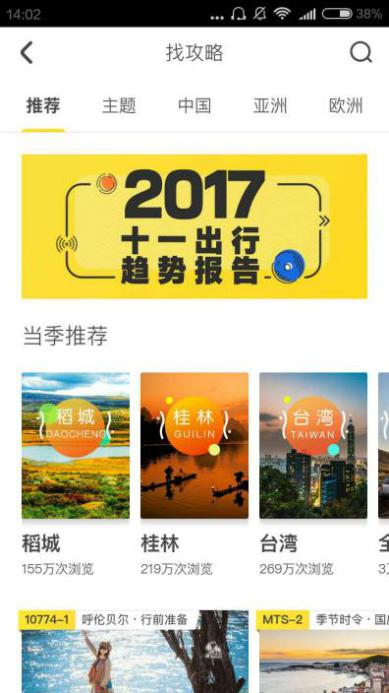 14:02
38%
找攻略
推荐 主题 中国 亚洲 欧洲
2017
十一出行
趋势报告
当季推荐
稻城
DAOCHENG
桂林
GUILIN
台湾
TAIWAN
稻城 桂林 台湾
155万次浏览 219万次浏览 269万次浏览
10774-1 呼伦贝尔·行前准备 MTS-2 季节时令·国